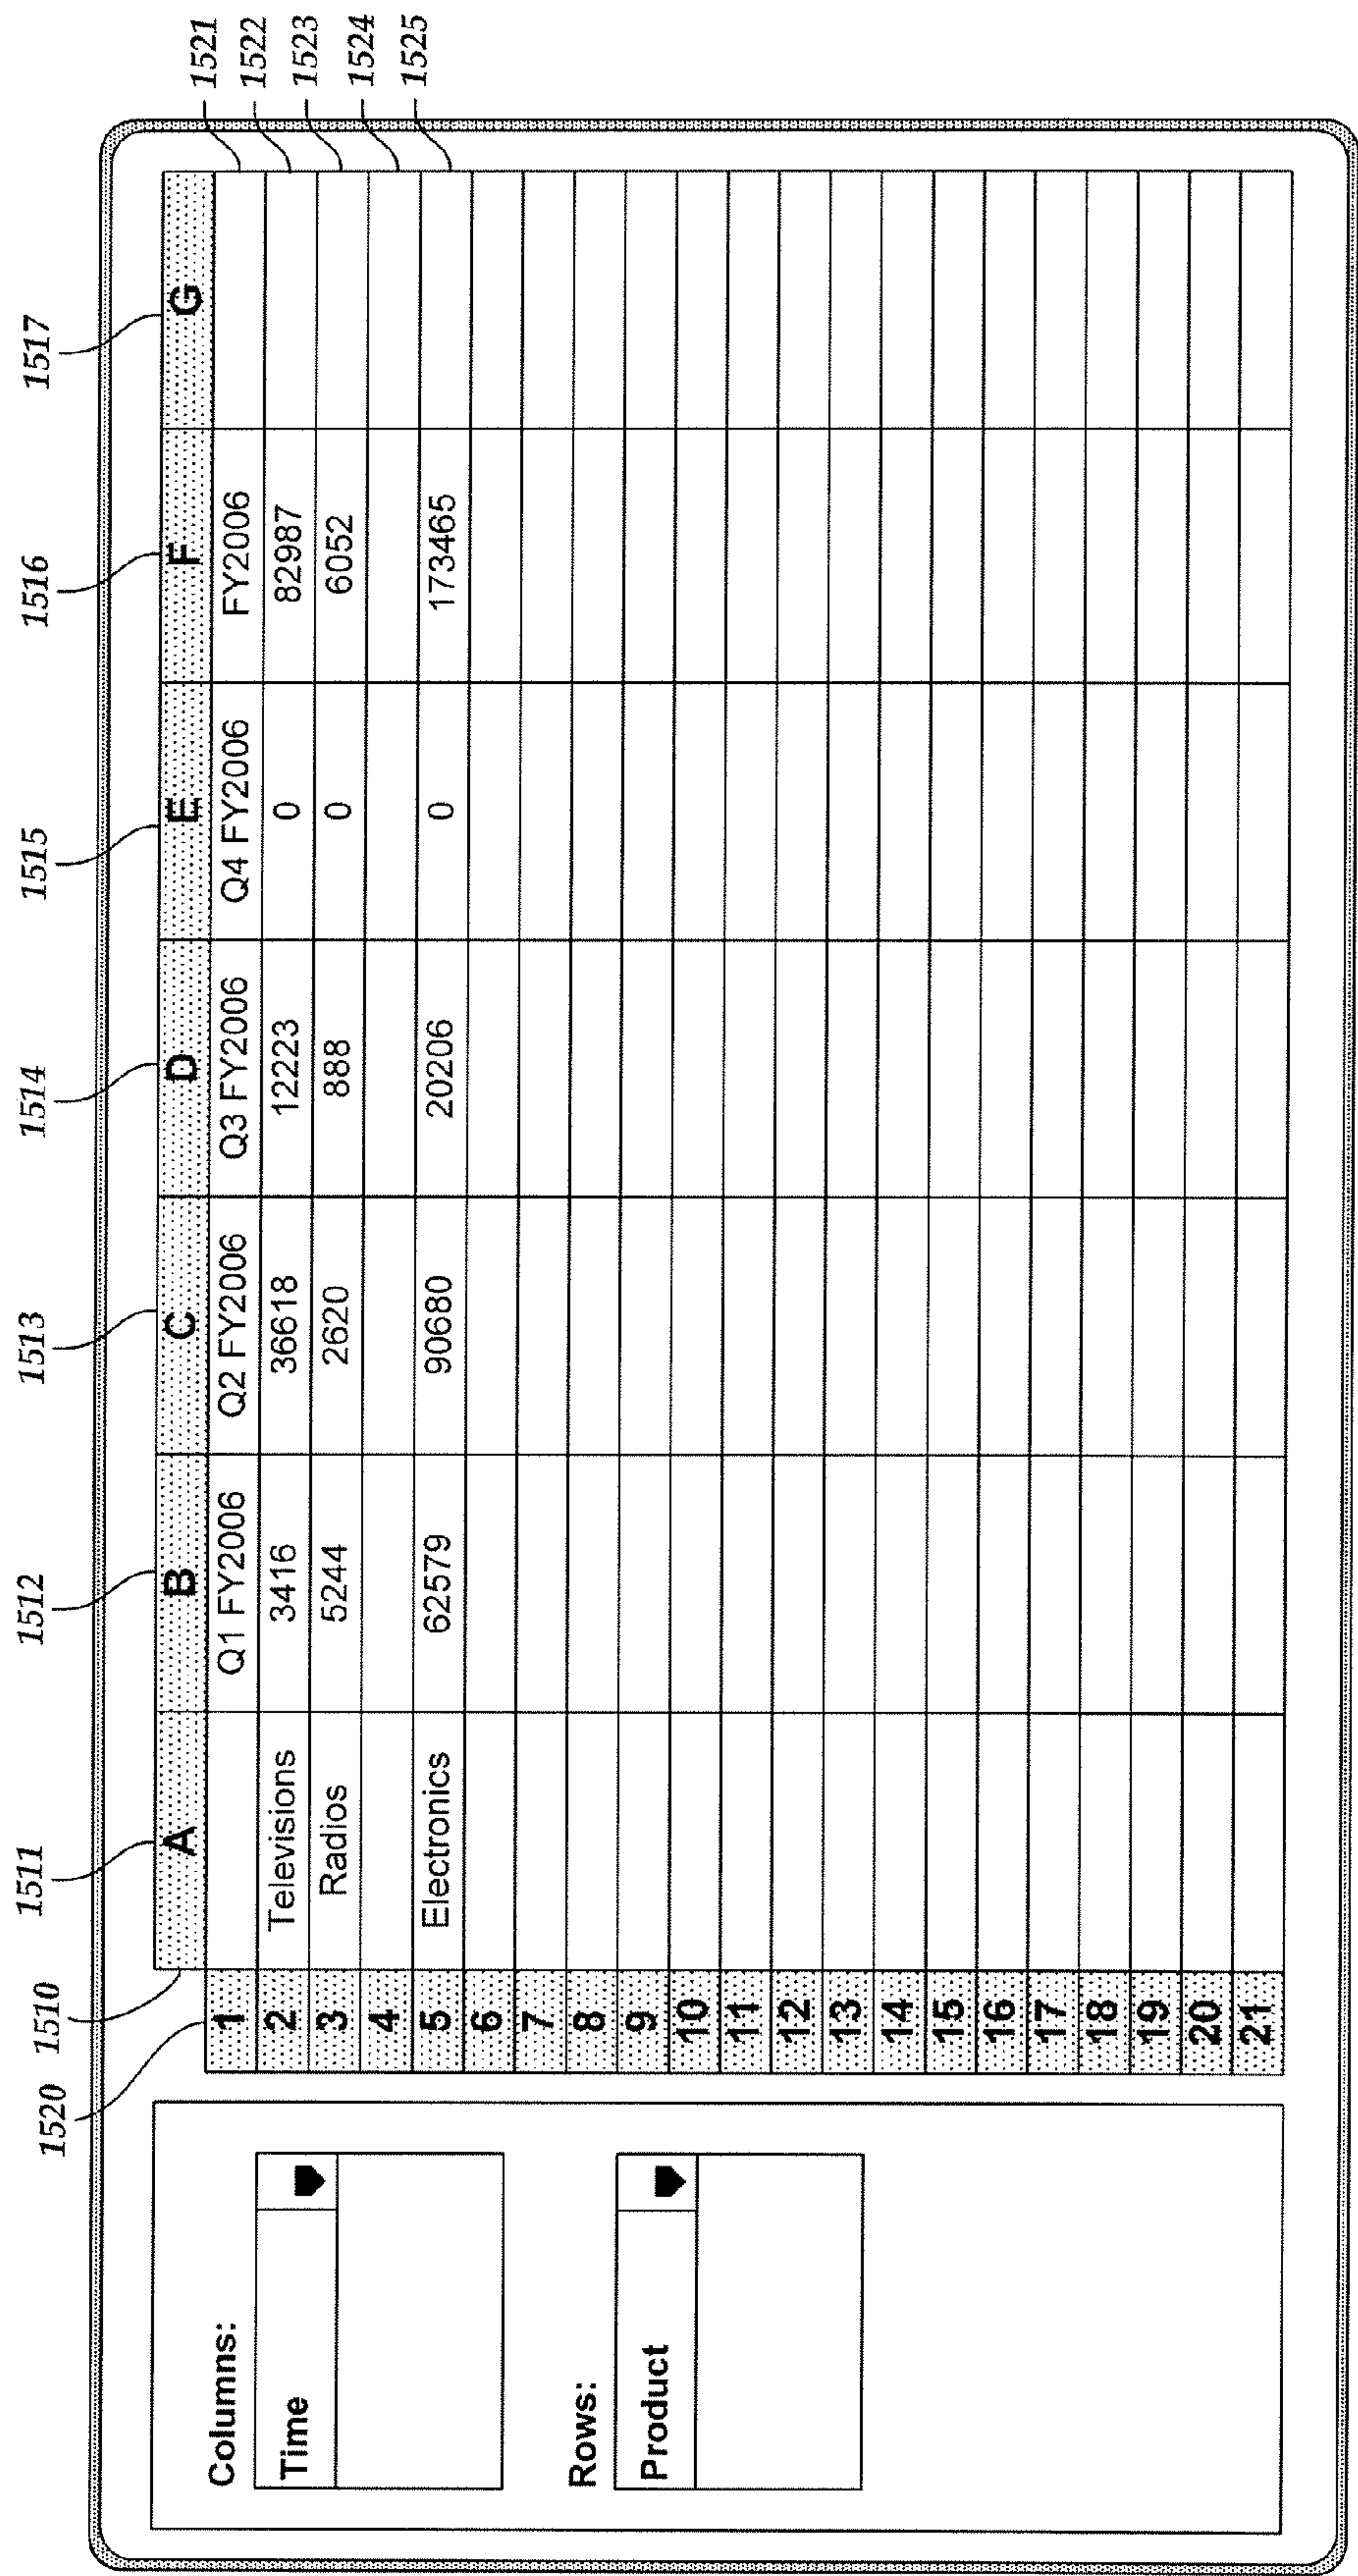 1511 1512 1513 1514 1515 1516 1517
1510
1520
A B C D E F G
1 Q1 FY2006 Q2 FY2006 Q3 FY2006 Q4 FY2006 FY2006 1521
2 Televisions 3416 36618 12223 0 82987 1522
3 Radios 5244 2620 888 0 6052 1523
4 1524
5 Electronics 62579 90680 20206 0 173465 1525
6
7
8
9
10
11
12
13
14
15
16
17
18
19
20
21
Columns:
Time
Rows:
Product